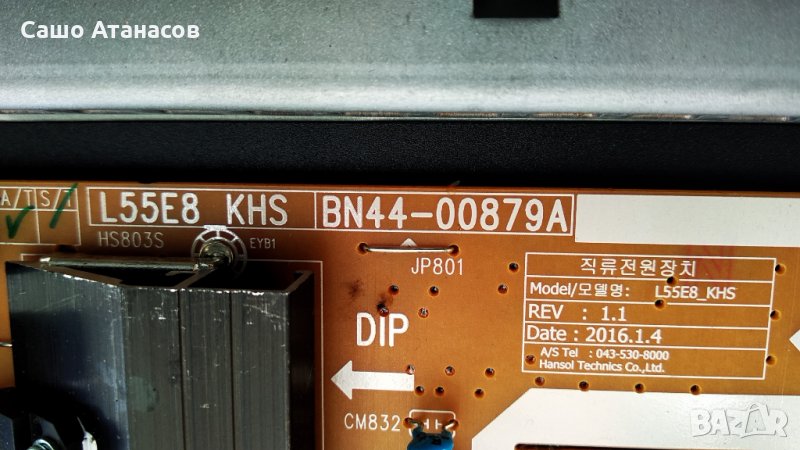 Сашо Атанасов
A/T S/T
L55E8_KHS
BN44-00879A
HS803S
EYB1
JP801
직류전원장치
Model/모델명: L55E8_KHS
REV : 1.1
Date : 2016.1.4
A/S Tel : 043-530-8000
Hansol Technics Co.,Ltd.
DIP
CM832
BAZAR